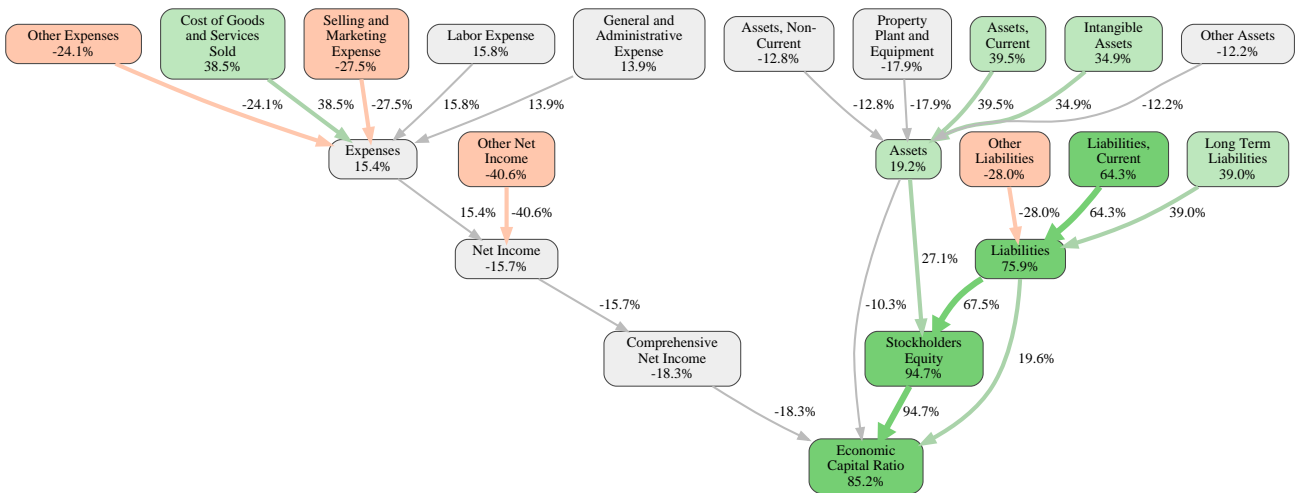 Other Expenses
-24.1%
Cost of Goods
and Services
Sold
38.5%
Selling and
Marketing
Expense
-27.5%
Labor Expense
15.8%
General and
Administrative
Expense
13.9%
Assets, Non-
Current
-12.8%
Property
Plant and
Equipment
-17.9%
Assets,
Current
39.5%
Intangible
Assets
34.9%
Other Assets
-12.2%
-24.1%
38.5%
-27.5%
15.8%
13.9%
-12.8%
-17.9%
39.5%
34.9%
-12.2%
Expenses
15.4%
Other Net
Income
-40.6%
Assets
19.2%
Other
Liabilities
-28.0%
Liabilities,
Current
64.3%
Long Term
Liabilities
39.0%
15.4%
-40.6%
-28.0%
64.3%
39.0%
Net Income
-15.7%
Liabilities
75.9%
27.1%
-15.7%
-10.3%
67.5%
Comprehensive
Net Income
-18.3%
Stockholders
Equity
94.7%
19.6%
-18.3%
94.7%
Economic
Capital Ratio
85.2%